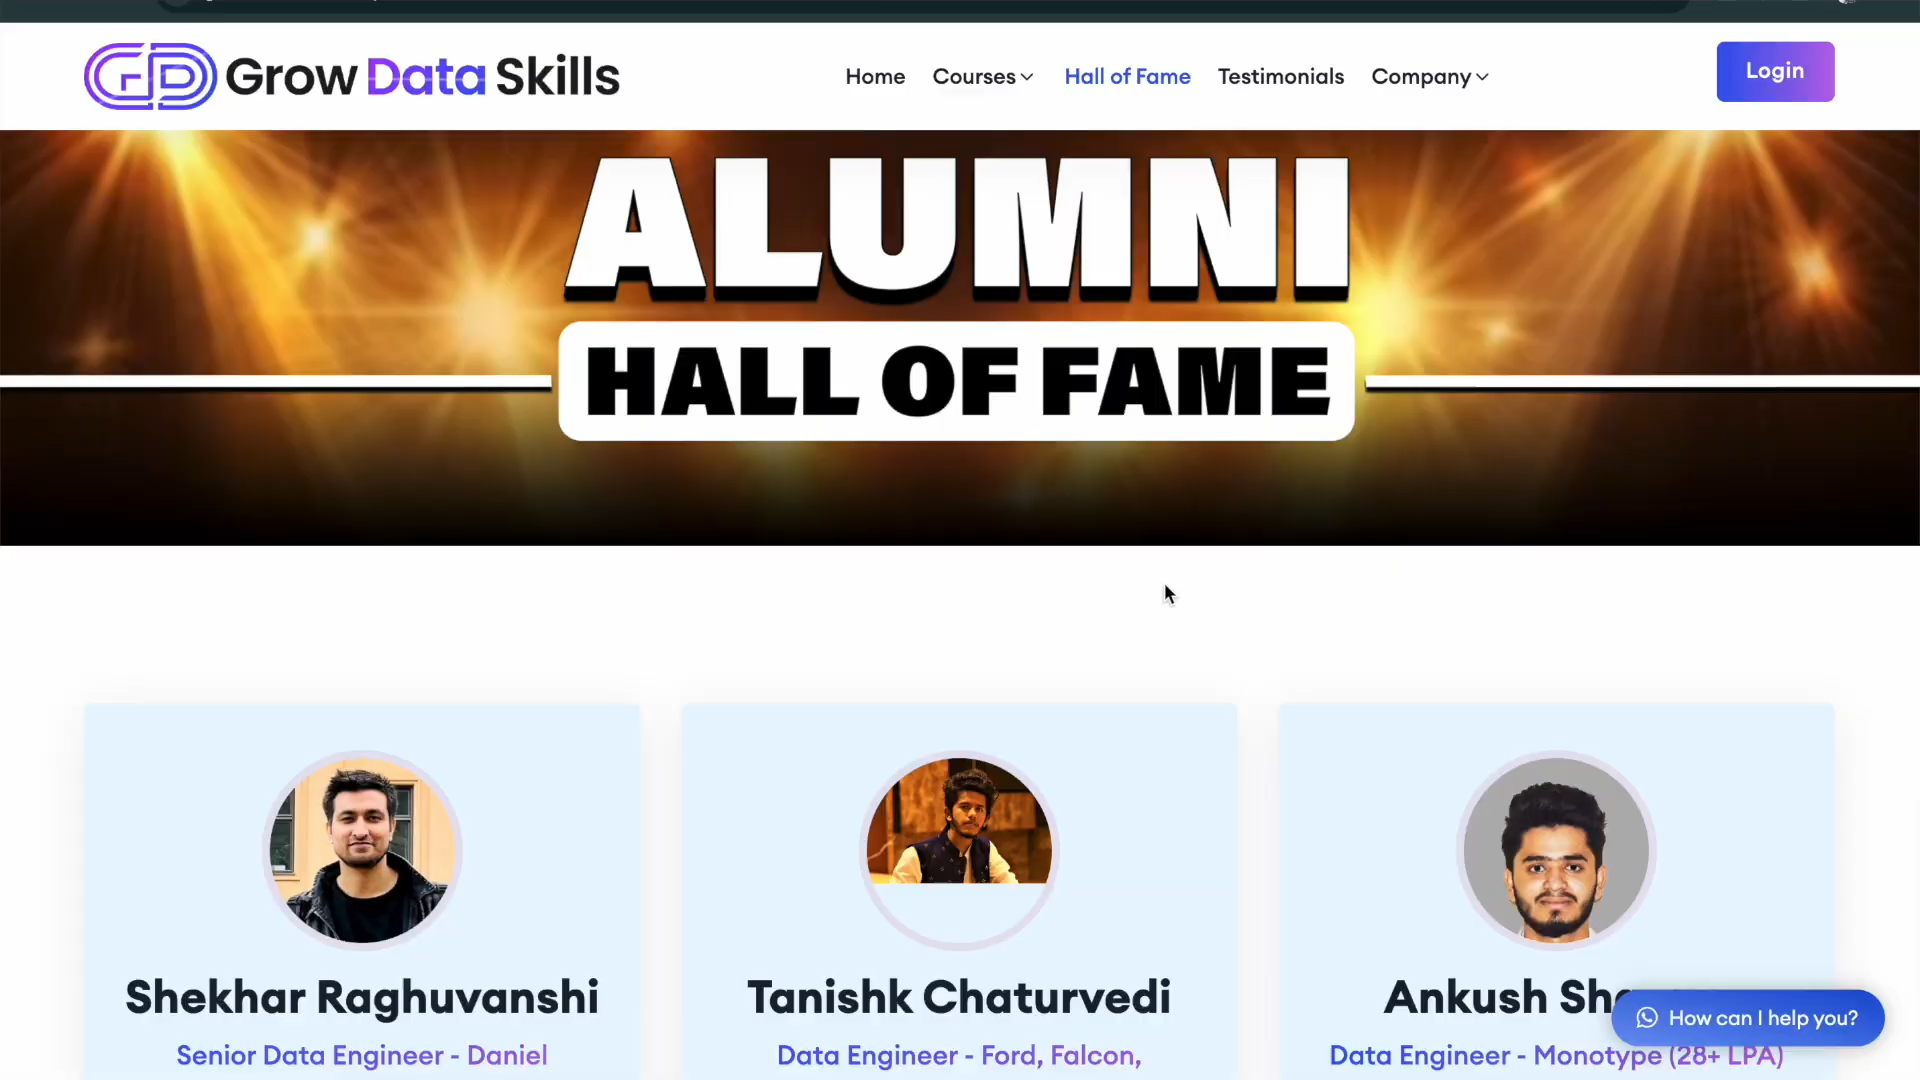 Grow Data Skills
Home
Courses
Hall of Fame
Testimonials
Company
Login
ALUMNI
HALL OF FAME
Shekhar Raghuvanshi
Senior Data Engineer - Daniel
Tanishk Chaturvedi
Data Engineer - Ford, Falcon,
Ankush
Data Engineer - Monotype (28+ LPA)
How can I help you?